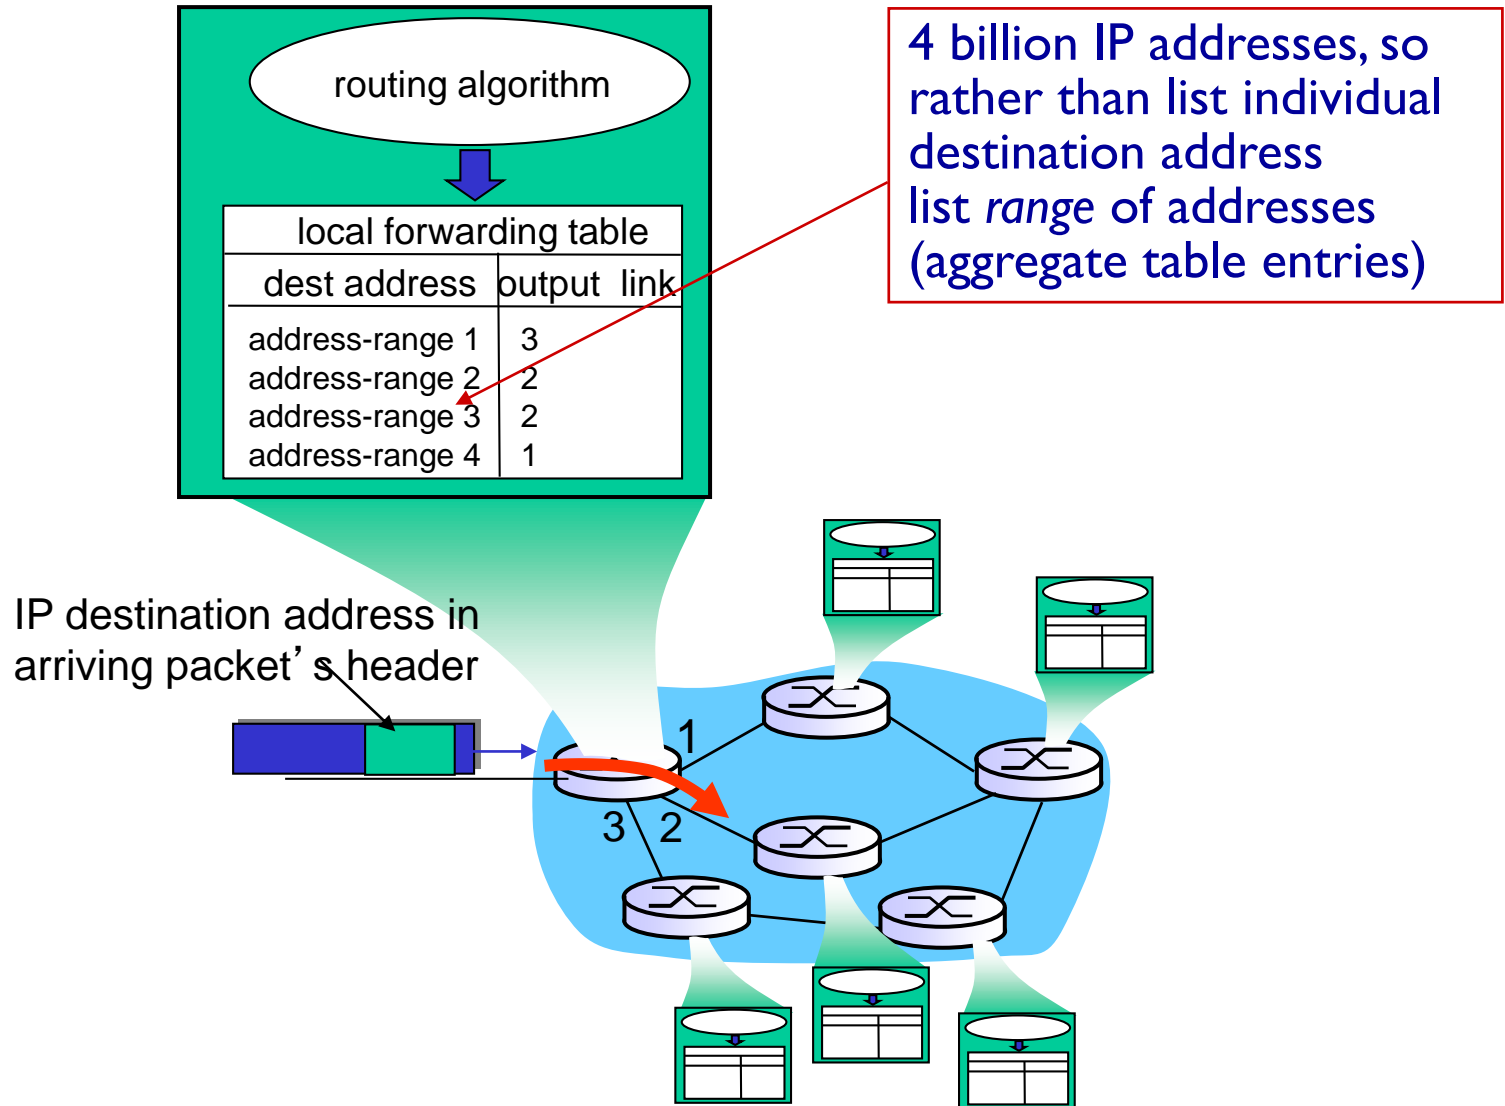 routing algorithm
local forwarding table
dest address output link
address-range 1 3
address-range 2 2
address-range 3 2
address-range 4 1
4 billion IP addresses, so
rather than list individual
destination address
list range of addresses
(aggregate table entries)
IP destination address in
arriving packet’s header
1
3 2